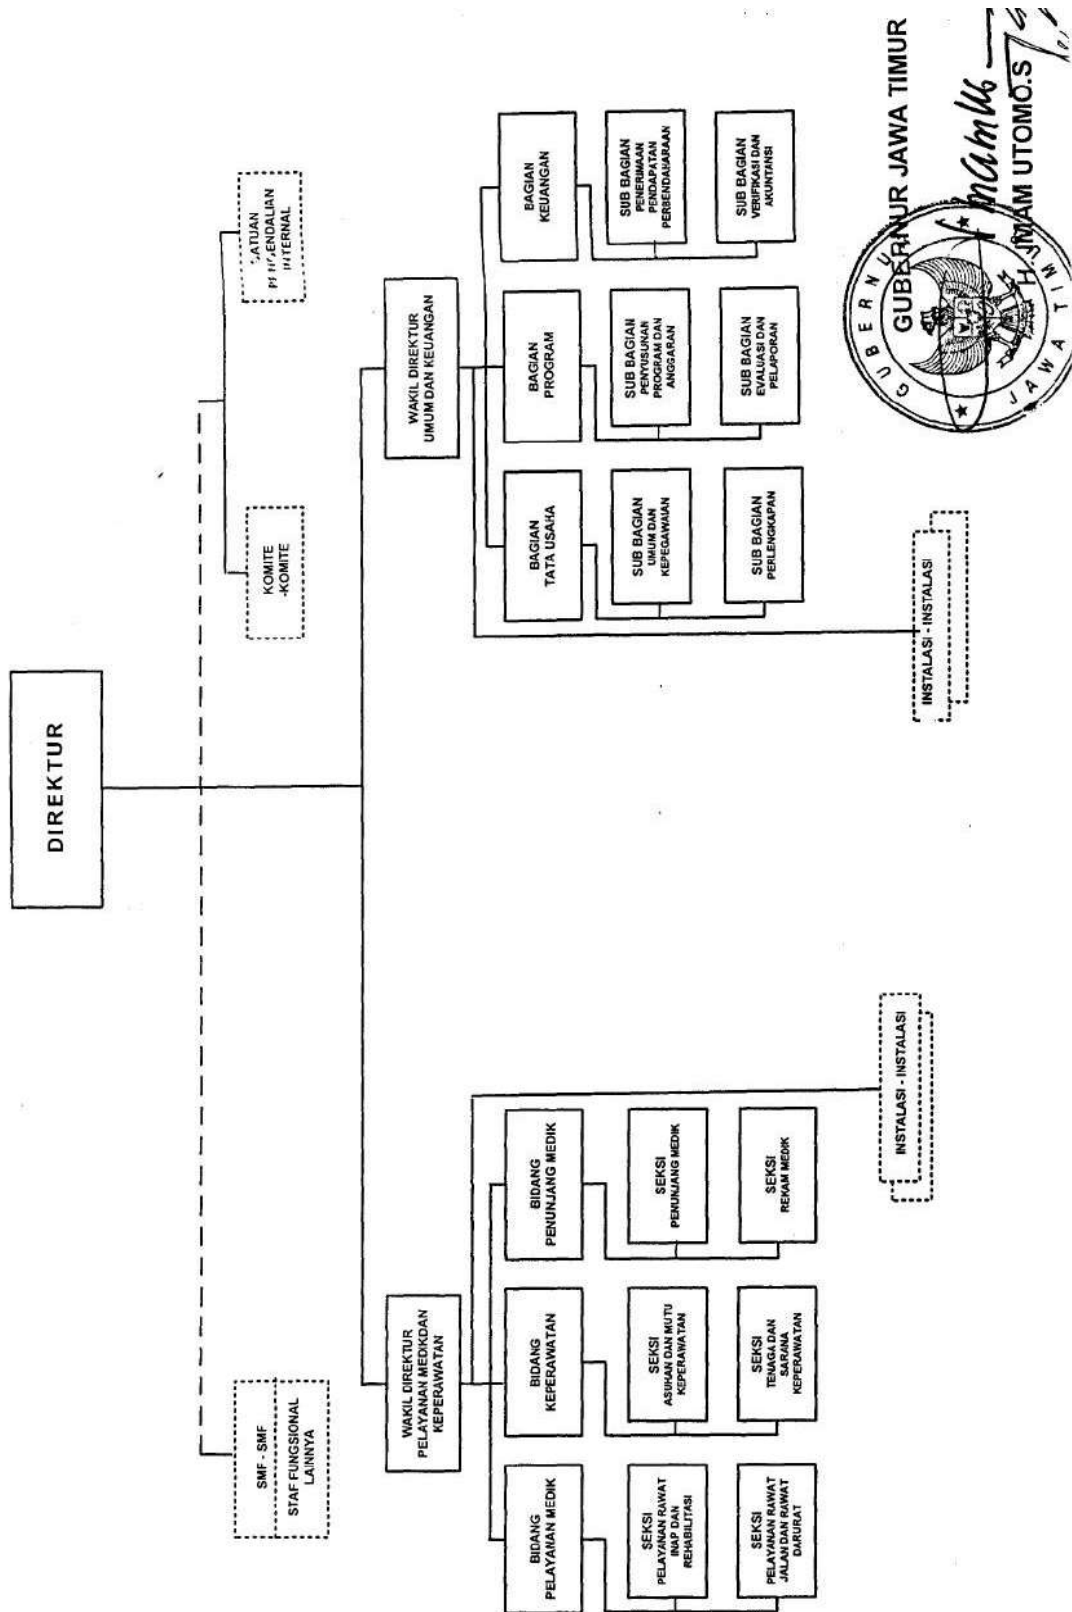 DIREKTUR
SMF - SMF
STAF FUNGSIONAL
LAINNYA
KOMITE
-KOMITE
INTERNAL
WAKIL DIREKTUR
PELAYANAN MEDIKDAN
KEPERAWATAN
WAKIL DIREKTUR
UMUM DAN KEUANGAN
BIDANG
PELAYANAN MEDIK
BIDANG
KEPERAWATAN
BIDANG
PENUNJANG MEDIK
BAGIAN
TATA USAHA
BAGIAN
PROGRAM
BAGIAN
KEUANGAN
SEKSI
PELAYANAN RAWAT
INAP DAN
REHABILITASI
SEKSI
ASUHAN DAN MUTU
KEPERAWATAN
SEKSI
PENUNJANG MEDIK
SUB BAGIAN
UMUM DAN
KEPEGAWAIAN
SUB BAGIAN
PENYUSUNAN
PROGRAM DAN
ANGGARAN
SUB BAGIAN
PENERIMAAN
PENDAPATAN
PERBENDAHARAAN
SEKSI
PELAYANAN RAWAT
JALAN DAN RAWAT
DARURAT
SEKSI
TENAGA DAN
SARANA
KEPERAWATAN
SEKSI
REKAM MEDIK
SUB BAGIAN
PERLENGKAPAN
SUB BAGIAN
EVALUASI DAN
PELAPORAN
SUB BAGIAN
VERIFIKASI DAN
AKUNTANSI
INSTALASI - INSTALASI
INSTALASI - INSTALASI
GUBERNUR JAWA TIMUR
GUBERNUR
JAWA TIMUR
H. IMAM UTOMO.S